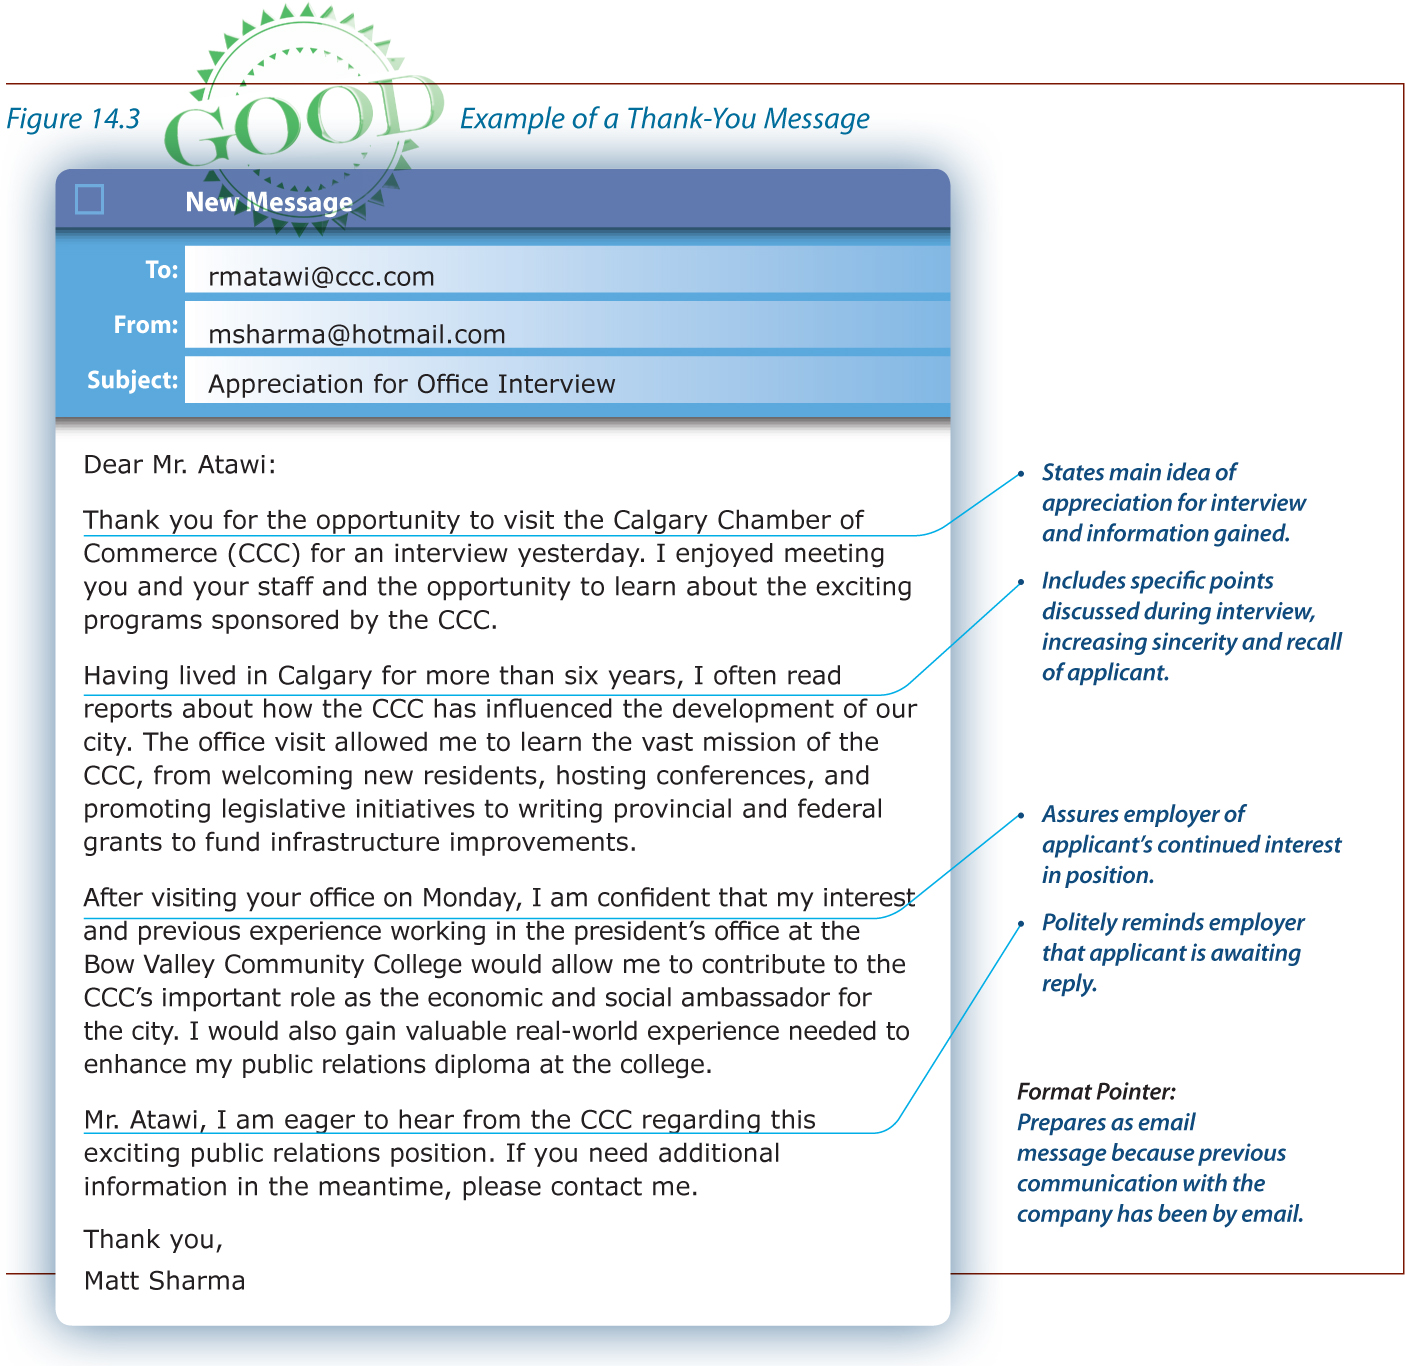 Figure 14.3
GOOD
Example of a Thank-You Message
New Message
To:
rmatawi@ccc.com
From:
msharma@hotmail.com
Subject:
Appreciation for Office Interview
Dear Mr. Atawi:
Thank you for the opportunity to visit the Calgary Chamber of
Commerce (CCC) for an interview yesterday. I enjoyed meeting
you and your staff and the opportunity to learn about the exciting
programs sponsored by the CCC.
Having lived in Calgary for more than six years, I often read
reports about how the CCC has influenced the development of our
city. The office visit allowed me to learn the vast mission of the
CCC, from welcoming new residents, hosting conferences, and
promoting legislative initiatives to writing provincial and federal
grants to fund infrastructure improvements.
After visiting your office on Monday, I am confident that my interest
and previous experience working in the president’s office at the
Bow Valley Community College would allow me to contribute to the
CCC’s important role as the economic and social ambassador for
the city. I would also gain valuable real-world experience needed to
enhance my public relations diploma at the college.
Mr. Atawi, I am eager to hear from the CCC regarding this
exciting public relations position. If you need additional
information in the meantime, please contact me.
Thank you,
Matt Sharma
• States main idea of
appreciation for interview
and information gained.
• Includes specific points
discussed during interview,
increasing sincerity and recall
of applicant.
• Assures employer of
applicant’s continued interest
in position.
• Politely reminds employer
that applicant is awaiting
reply.
Format Pointer:
Prepares as email
message because previous
communication with the
company has been by email.